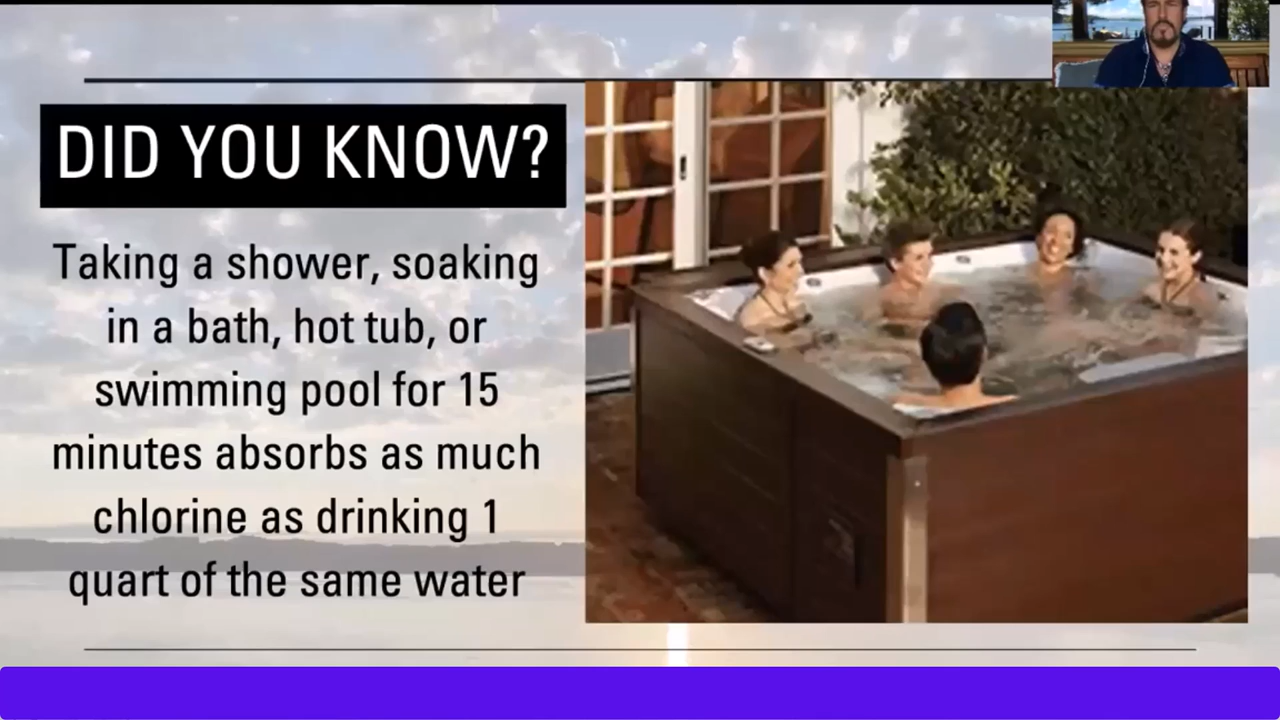 DID YOU KNOW?
Taking a shower, soaking
in a bath, hot tub, or
swimming pool for 15
minutes absorbs as much
chlorine as drinking 1
quart of the same water